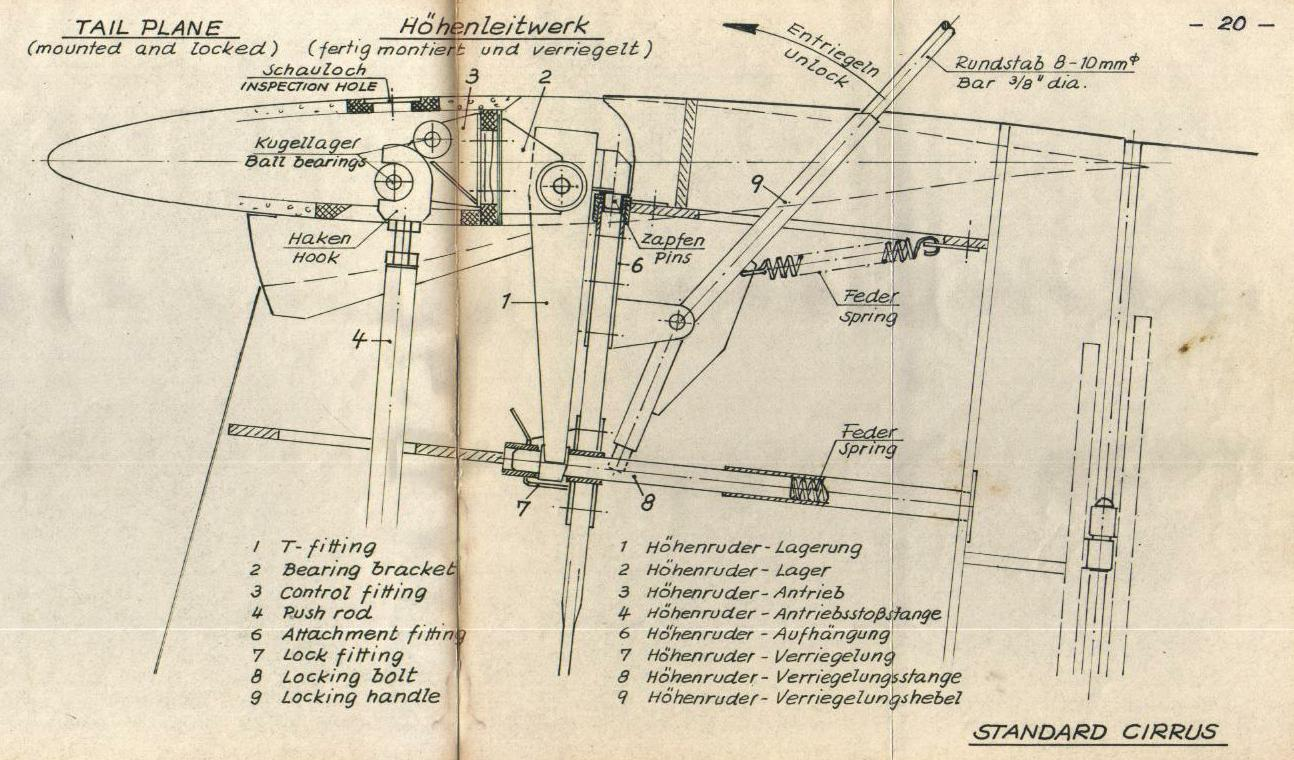 TAIL PLANE
(mounted and locked)
Höhenleitwerk
(fertig montiert und verriegelt)
- 20 -
Schauloch
INSPECTION HOLE
3
2
Entriegeln
Unlock
Rundstab 8-10mm⌀
Bar 3/8" dia.
Kugellager
Ball bearings
9
Haken
Hook
Zapfen
Pins
6
1
Feder
Spring
4
Feder
Spring
7
8
1 T-fitting
2 Bearing bracket
3 Control fitting
4 Push rod
6 Attachment fitting
7 Lock fitting
8 Locking bolt
9 Locking handle
1 Höhenruder-Lagerung
2 Höhenruder-Lager
3 Höhenruder-Antrieb
4 Höhenruder-Antriebsstoßstange
6 Höhenruder-Aufhängung
7 Höhenruder-Verriegelung
8 Höhenruder-Verriegelungsstange
9 Höhenruder-Verriegelungshebel
STANDARD CIRRUS